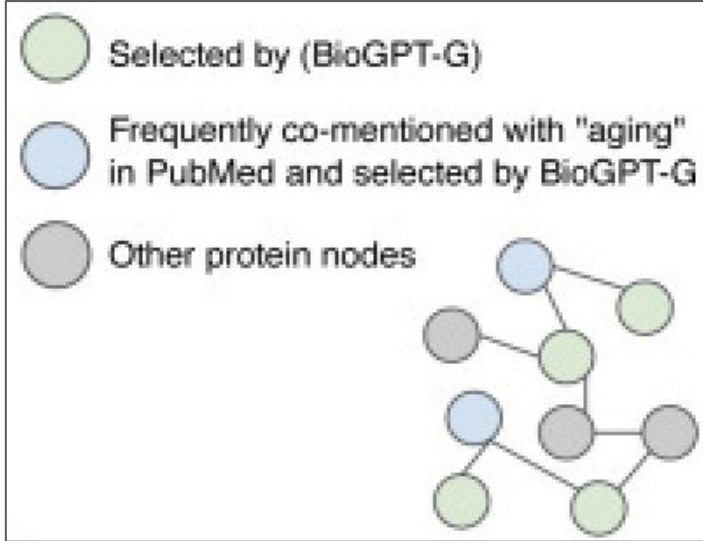 Selected by (BioGPT-G)
Frequently co-mentioned with "aging"
in PubMed and selected by BioGPT-G
Other protein nodes